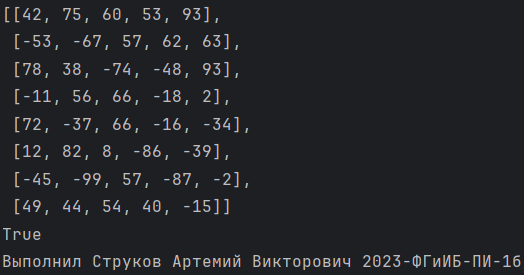 [[42, 75, 60, 53, 93],
[-53, -67, 57, 62, 63],
[78, 38, -74, -48, 93],
[-11, 56, 66, -18, 2],
[72, -37, 66, -16, -34],
[12, 82, 8, -86, -39],
[-45, -99, 57, -87, -2],
[49, 44, 54, 40, -15]]
True
Выполнил Струков Артемий Викторович 2023-ФГиИБ-ПИ-16